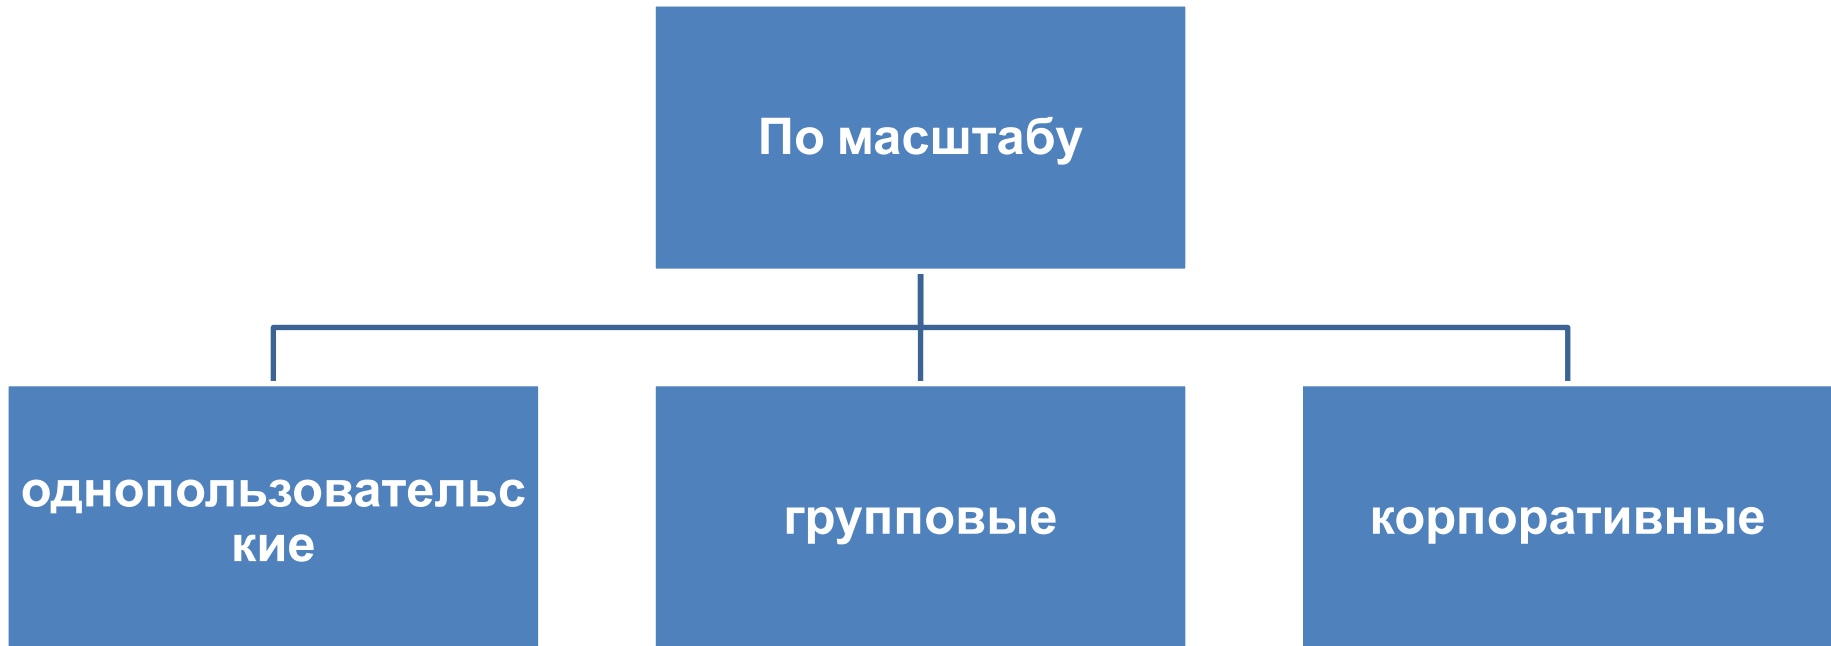 По масштабу
однопользовательс
кие
групповые
корпоративные